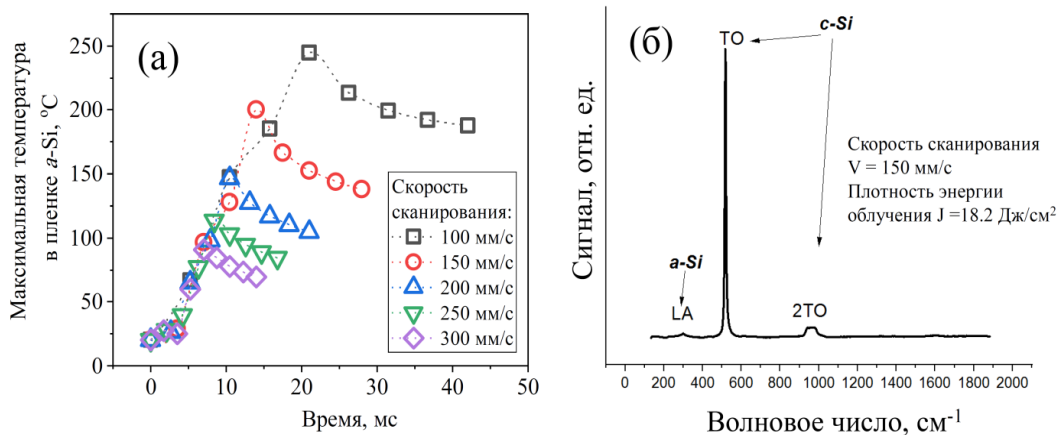 (а)
Максимальная температура
в пленке a-Si, °C
250
200
150
100
50
0
Скорость
сканирования:
100 мм/с
150 мм/с
200 мм/с
250 мм/с
300 мм/с
0 10 20 30 40 50
Время, мс
(б)
Сигнал, отн. ед.
TO
c-Si
Скорость сканирования
V = 150 мм/с
Плотность энергии
облучения J =18.2 Дж/см²
a-Si
LA
2TO
0 200 400 600 800 1000 1200 1400 1600 1800 2000
Волновое число, см⁻¹